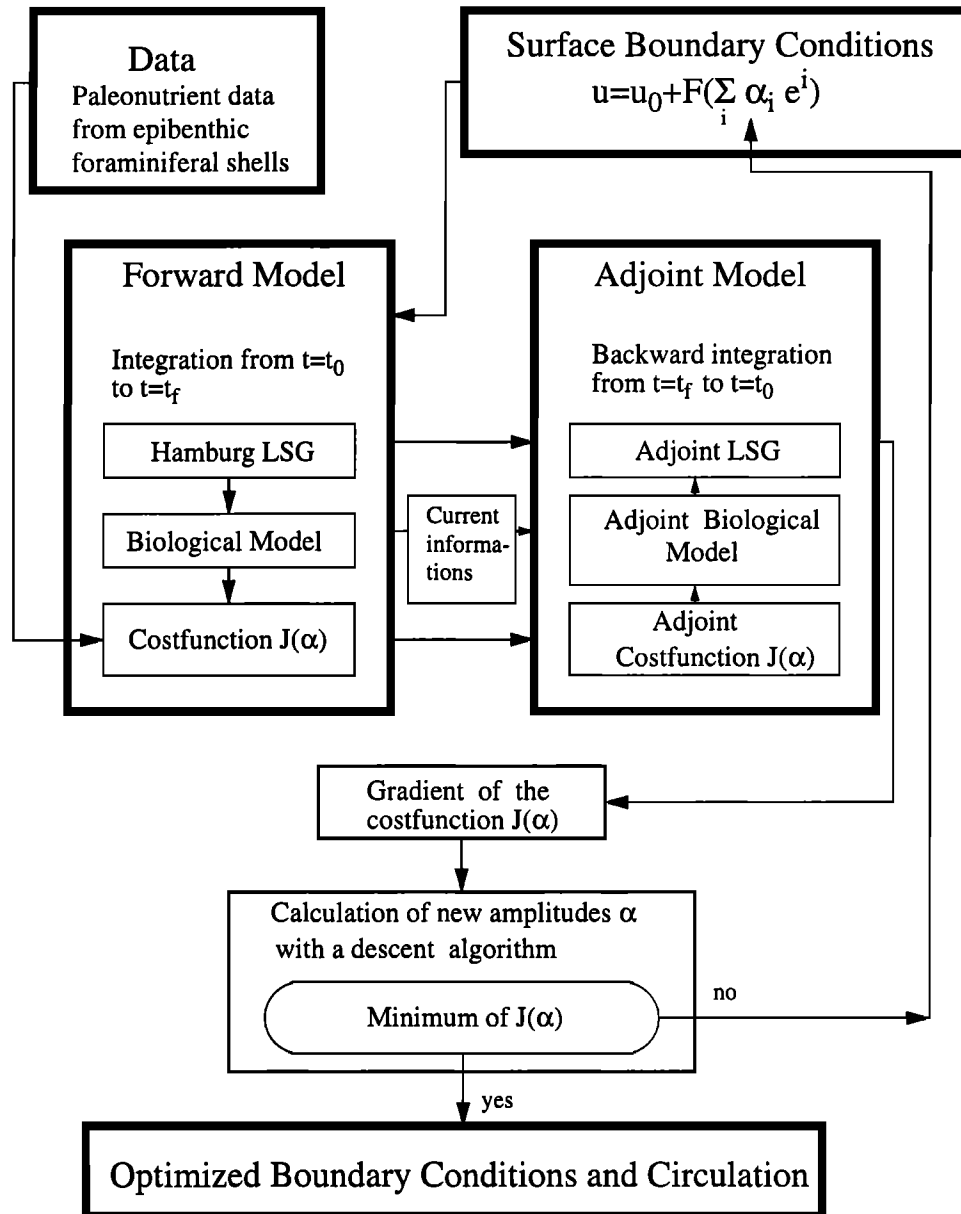 Data
Paleonutrient data
from epibenthic
foraminiferal shells
Surface Boundary Conditions
u=u₀+F(Σ αᵢ eⁱ)
i
Forward Model
Integration from t=t₀
to t=t_f
Hamburg LSG
Biological Model
Costfunction J(α)
Current
informa-
tions
Adjoint Model
Backward integration
from t=t_f to t=t₀
Adjoint LSG
Adjoint Biological
Model
Adjoint
Costfunction J(α)
Gradient of the
costfunction J(α)
Calculation of new amplitudes α
with a descent algorithm
Minimum of J(α)
no
yes
Optimized Boundary Conditions and Circulation